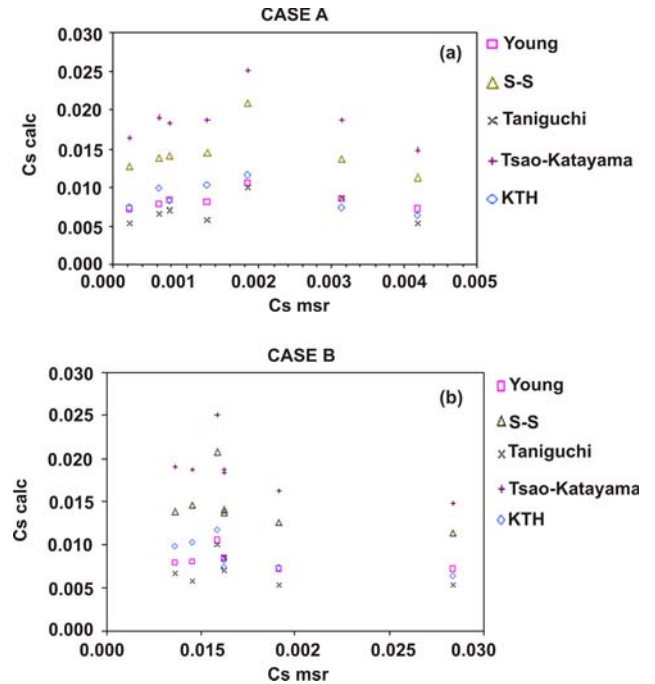 CASE A
(a)
0.030
0.025
0.020
0.015
0.010
0.005
0.000
Cs calc
0.000 0.001 0.002 0.003 0.004 0.005
Cs msr
Young
S-S
Taniguchi
Tsao-Katayama
KTH
CASE B
(b)
0.030
0.025
0.020
0.015
0.010
0.005
0.000
Cs calc
0.000 0.015 0.002 0.030
Cs msr
Young
S-S
Taniguchi
Tsao-Katayama
KTH